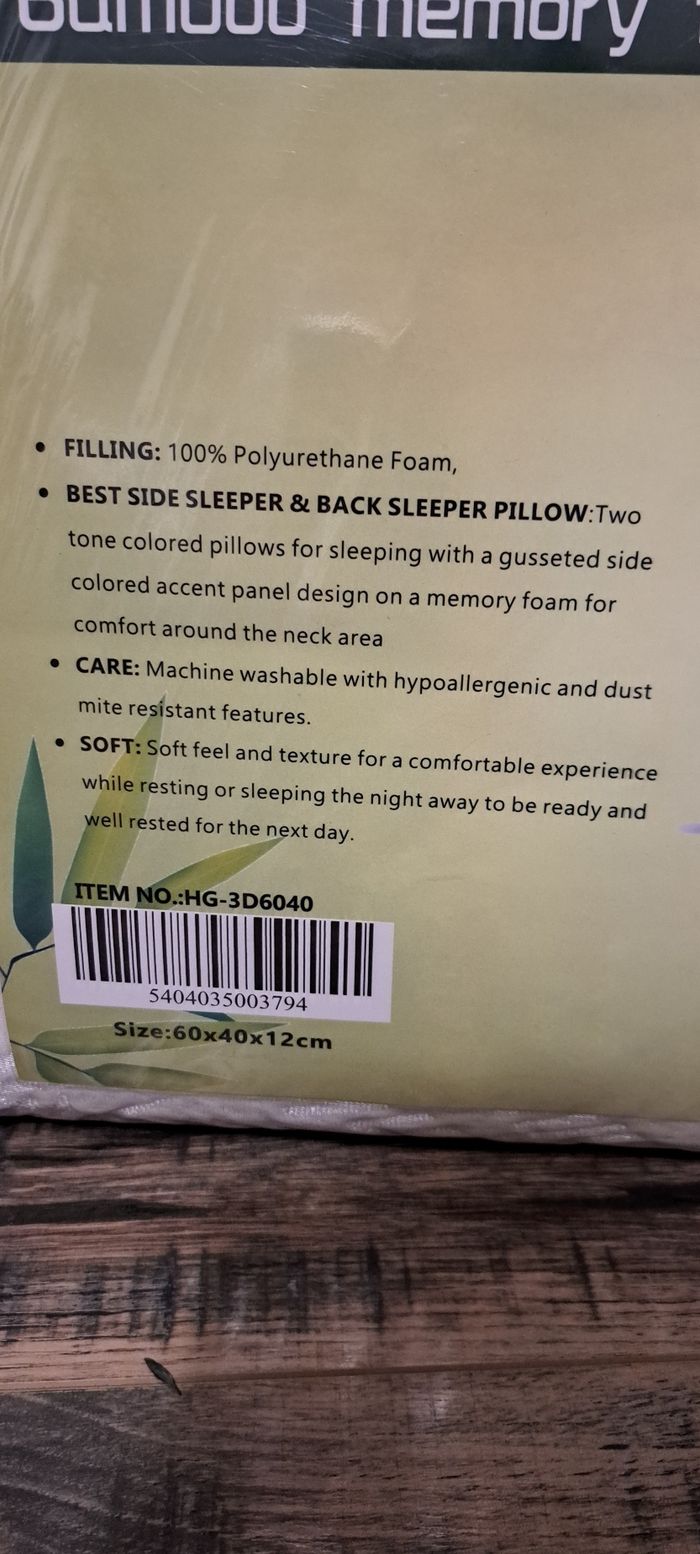 Bamboo memory
• FILLING: 100% Polyurethane Foam,
• BEST SIDE SLEEPER & BACK SLEEPER PILLOW:Two
tone colored pillows for sleeping with a gusseted side
colored accent panel design on a memory foam for
comfort around the neck area
• CARE: Machine washable with hypoallergenic and dust
mite resistant features.
• SOFT: Soft feel and texture for a comfortable experience
while resting or sleeping the night away to be ready and
well rested for the next day.
ITEM NO.:HG-3D6040
5404035003794
Size:60x40x12cm